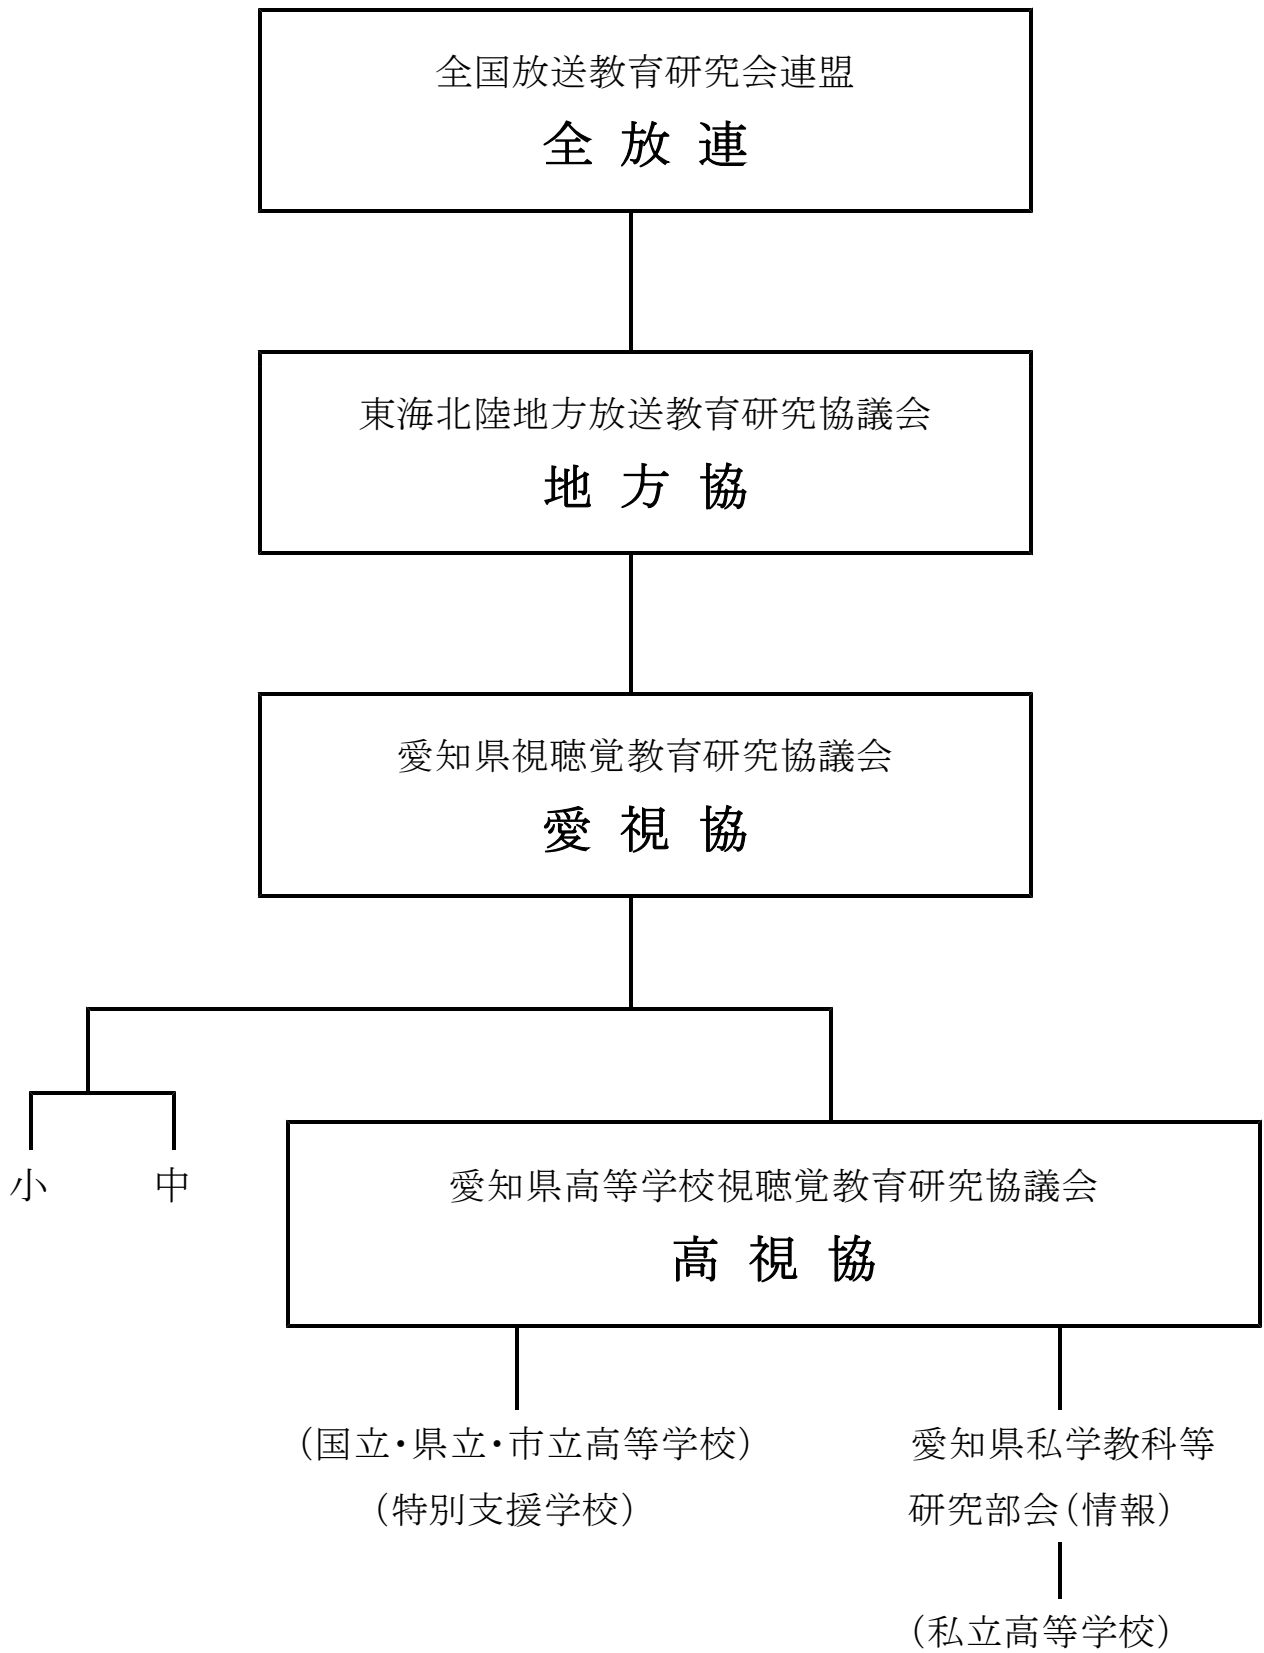 全国放送教育研究会連盟
全放連
東海北陸地方放送教育研究協議会
地方協
愛知県視聴覚教育研究協議会
愛視協
小
中
愛知県高等学校視聴覚教育研究協議会
高視協
（国立・県立・市立高等学校）
（特別支援学校）
愛知県私学教科等
研究部会（情報）
（私立高等学校）